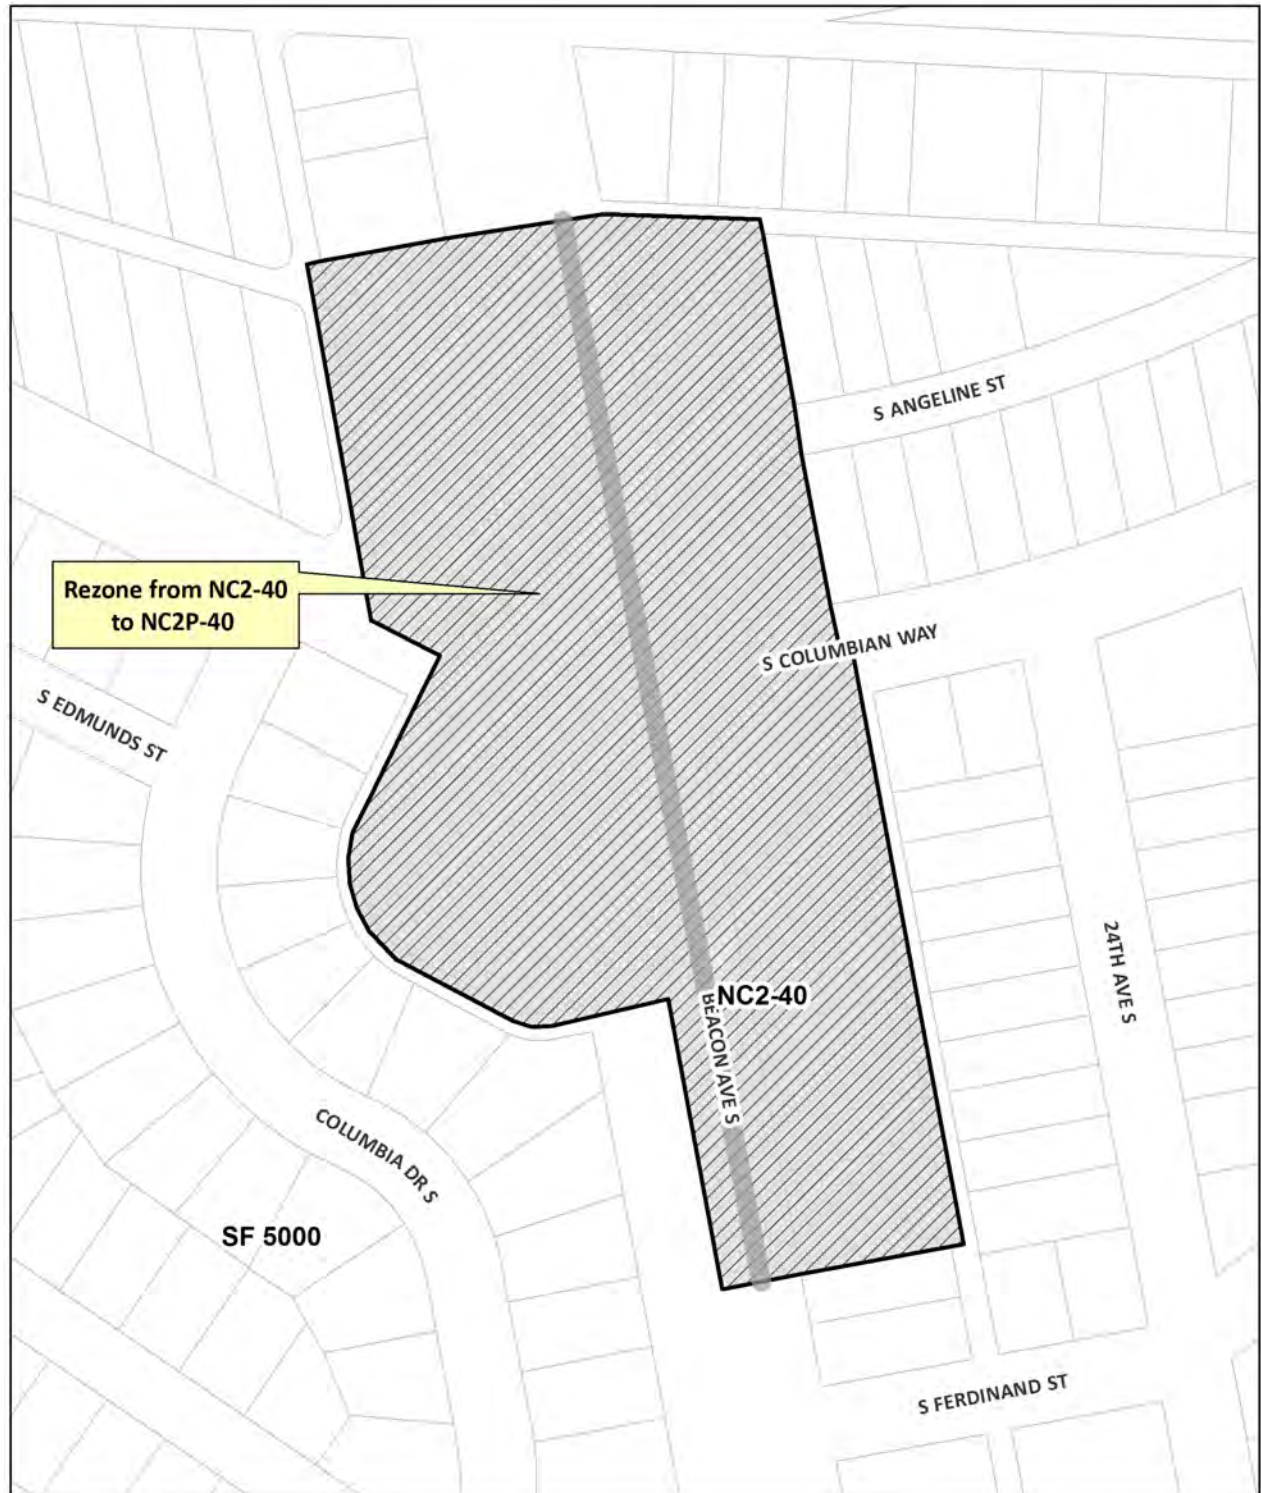 S ANGELINE ST
Rezone from NC2-40
to NC2P-40
S COLUMBIAN WAY
S EDMUNDS ST
24TH AVE S
NC2-40
BEACON AVE S
COLUMBIA DR S
SF 5000
S FERDINAND ST